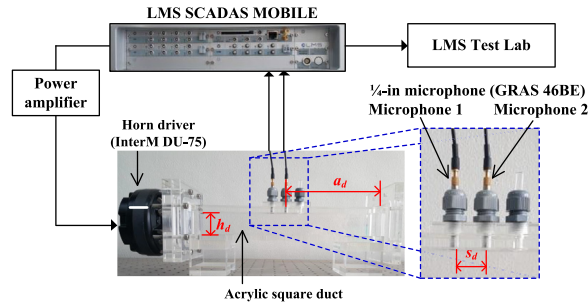 LMS SCADAS MOBILE
LMS Test Lab
Power
amplifier
¼-in microphone (GRAS 46BE)
Microphone 1 Microphone 2
Horn driver
(InterM DU-75)
a_d
h_d
s_d
Acrylic square duct